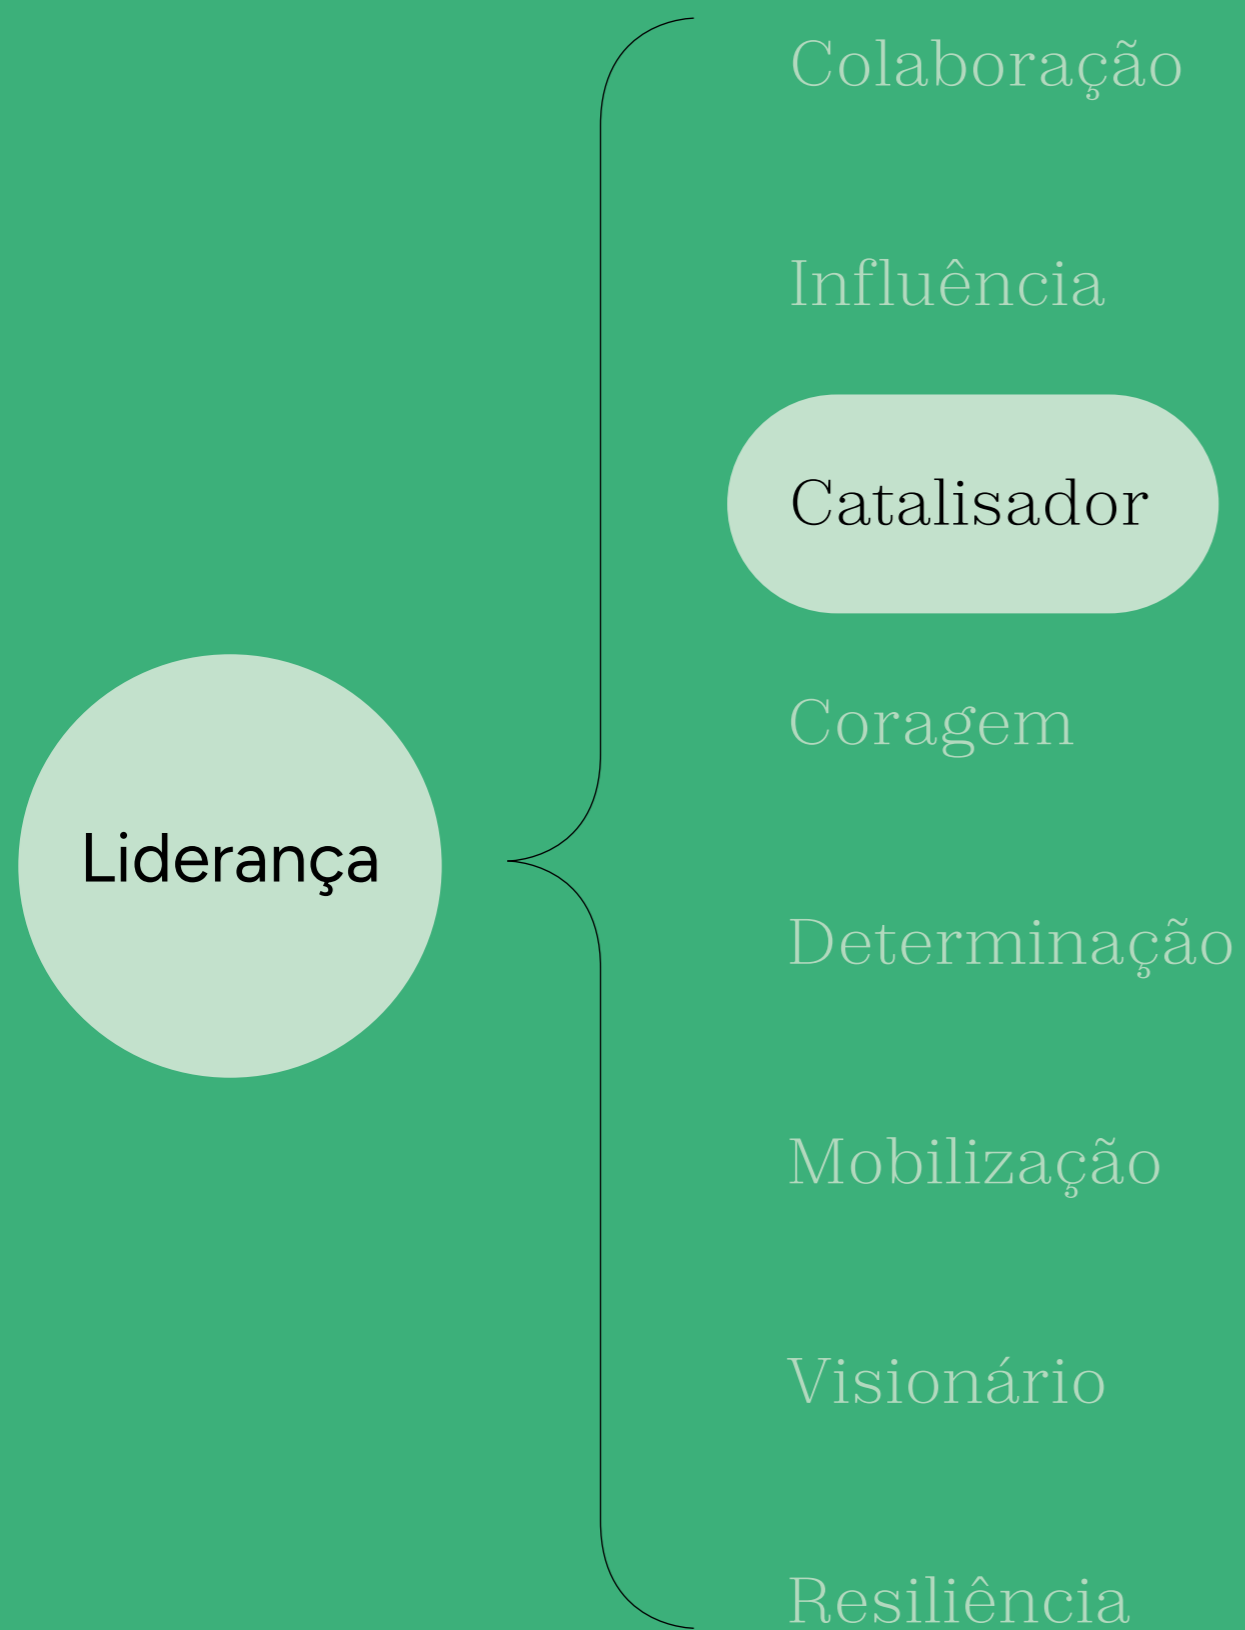 Liderança
Colaboração
Influência
Catalisador
Coragem
Determinação
Mobilização
Visionário
Resiliência